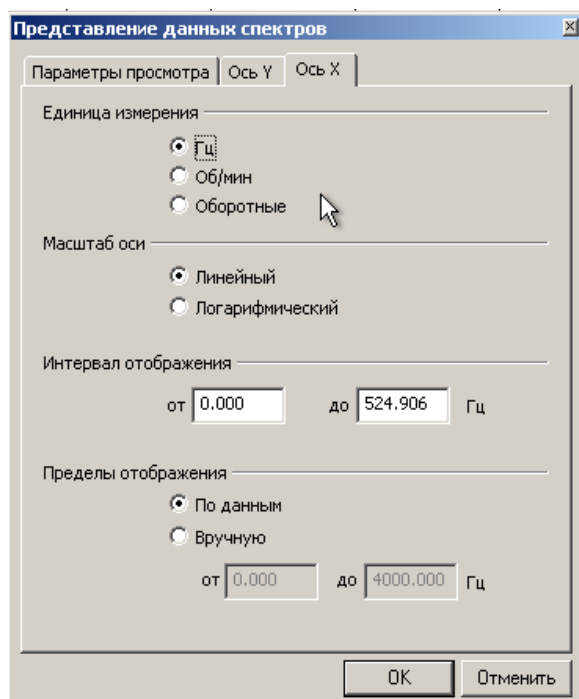 Представление данных спектров
Параметры просмотра Ось Y Ось X
Единица измерения
Гц
Об/мин
Оборотные
Масштаб оси
Линейный
Логарифмический
Интервал отображения
от 0.000 до 524.906 Гц
Пределы отображения
По данным
Вручную
от 0.000 до 4000.000 Гц
OK Отменить